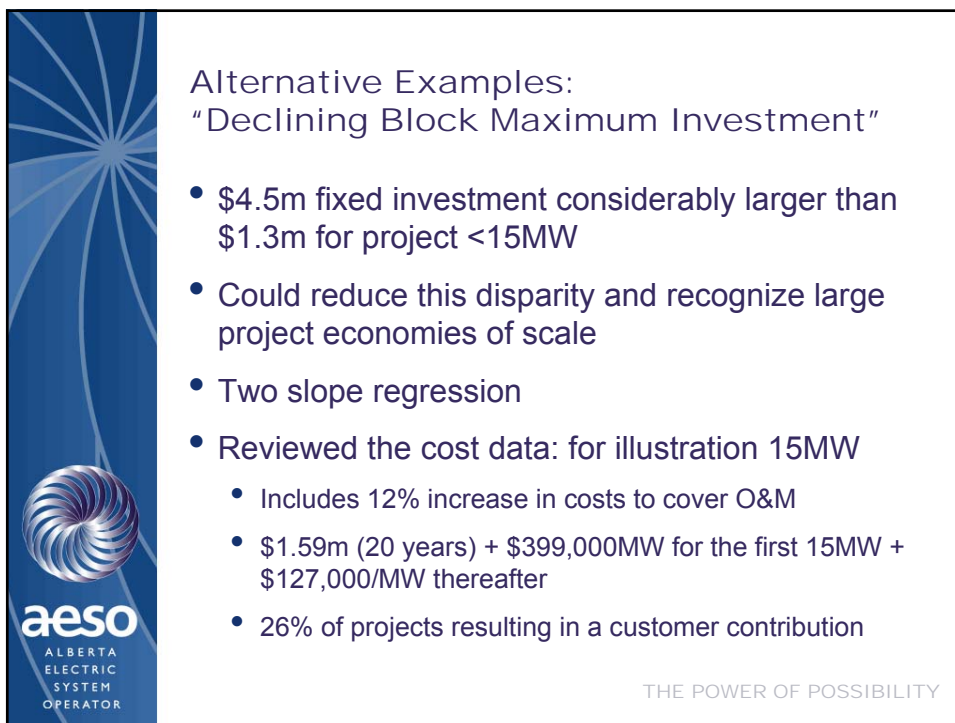 Alternative Examples:
"Declining Block Maximum Investment"
• $4.5m fixed investment considerably larger than
$1.3m for project <15MW
• Could reduce this disparity and recognize large
project economies of scale
• Two slope regression
• Reviewed the cost data: for illustration 15MW
• Includes 12% increase in costs to cover O&M
• $1.59m (20 years) + $399,000MW for the first 15MW +
$127,000/MW thereafter
• 26% of projects resulting in a customer contribution
aeso
ALBERTA
ELECTRIC
SYSTEM
OPERATOR
THE POWER OF POSSIBILITY